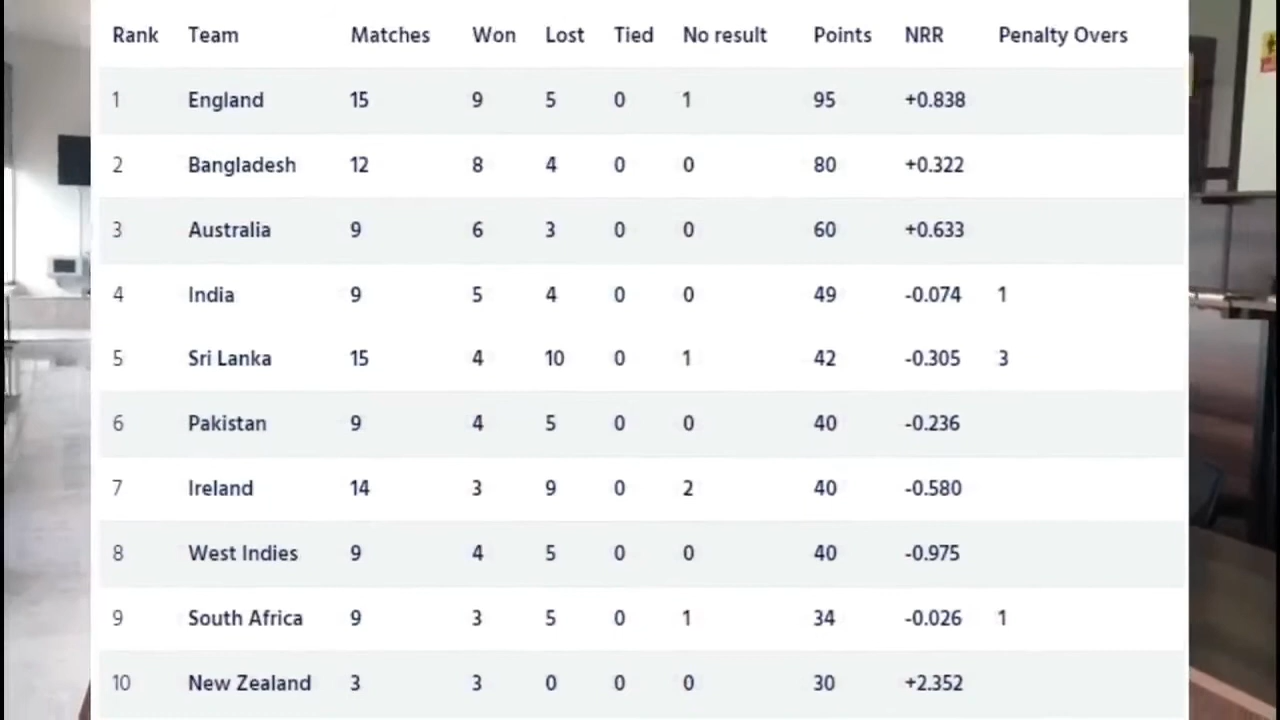 Rank Team Matches Won Lost Tied No result Points NRR Penalty Overs
1 England 15 9 5 0 1 95 +0.838
2 Bangladesh 12 8 4 0 0 80 +0.322
3 Australia 9 6 3 0 0 60 +0.633
4 India 9 5 4 0 0 49 -0.074 1
5 Sri Lanka 15 4 10 0 1 42 -0.305 3
6 Pakistan 9 4 5 0 0 40 -0.236
7 Ireland 14 3 9 0 2 40 -0.580
8 West Indies 9 4 5 0 0 40 -0.975
9 South Africa 9 3 5 0 1 34 -0.026 1
10 New Zealand 3 3 0 0 0 30 +2.352